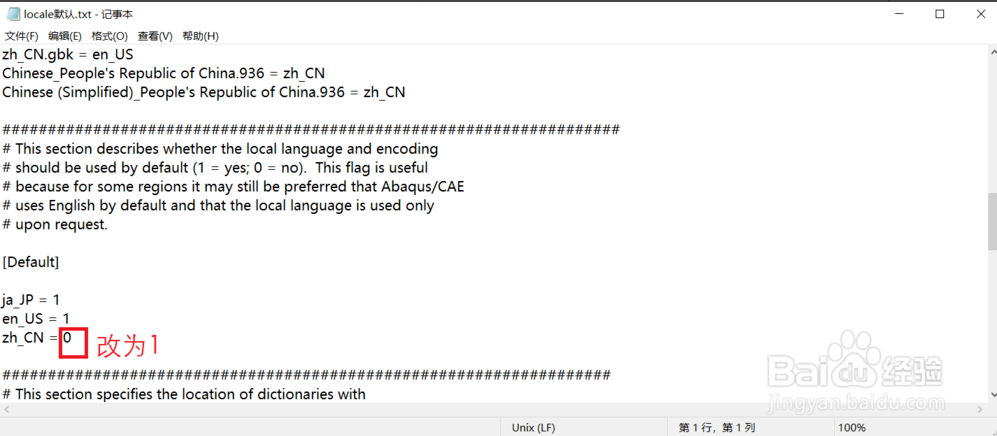 locale默认.txt - 记事本
文件(F) 编辑(E) 格式(O) 查看(V) 帮助(H)
zh_CN.gbk = en_US
Chinese_People's Republic of China.936 = zh_CN
Chinese (Simplified)_People's Republic of China.936 = zh_CN
####################################################################
# This section describes whether the local language and encoding
# should be used by default (1 = yes; 0 = no).  This flag is useful
# because for some regions it may still be preferred that Abaqus/CAE
# uses English by default and that the local language is used only
# upon request.
[Default]
ja_JP = 1
en_US = 1
zh_CN = 0 改为1
###################################################################
# This section specifies the location of dictionaries with
Baidu 经验
jingyan.baidu.com
Unix (LF) 第 1 行，第 1 列 100%